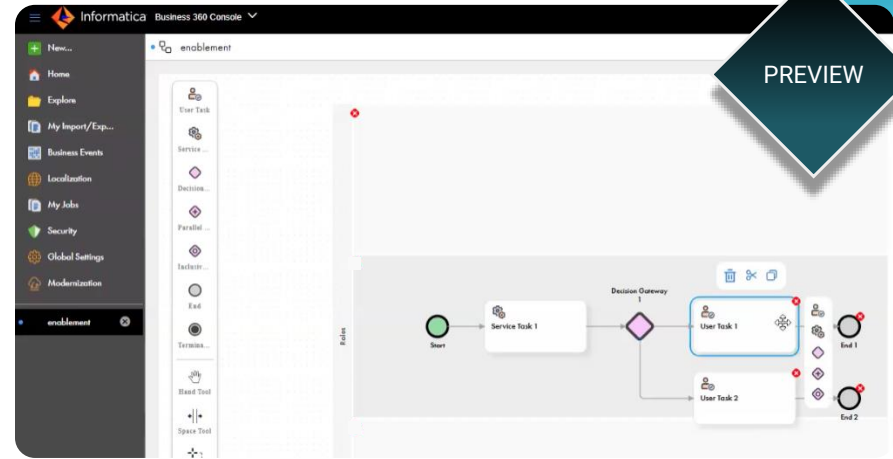 Informatica Business 360 Console
PREVIEW
New...
Home
Explore
My Import/Exp...
Business Events
Localization
My Jobs
Security
Global Settings
Modernization
enablement
enablement
User Task
Service ...
Decision...
Parallel ...
Inclusiv...
End
Termina...
Hand Tool
Space Tool
Roles
Start
Service Task 1
Decision Gateway
1
User Task 1
End 1
User Task 2
End 2